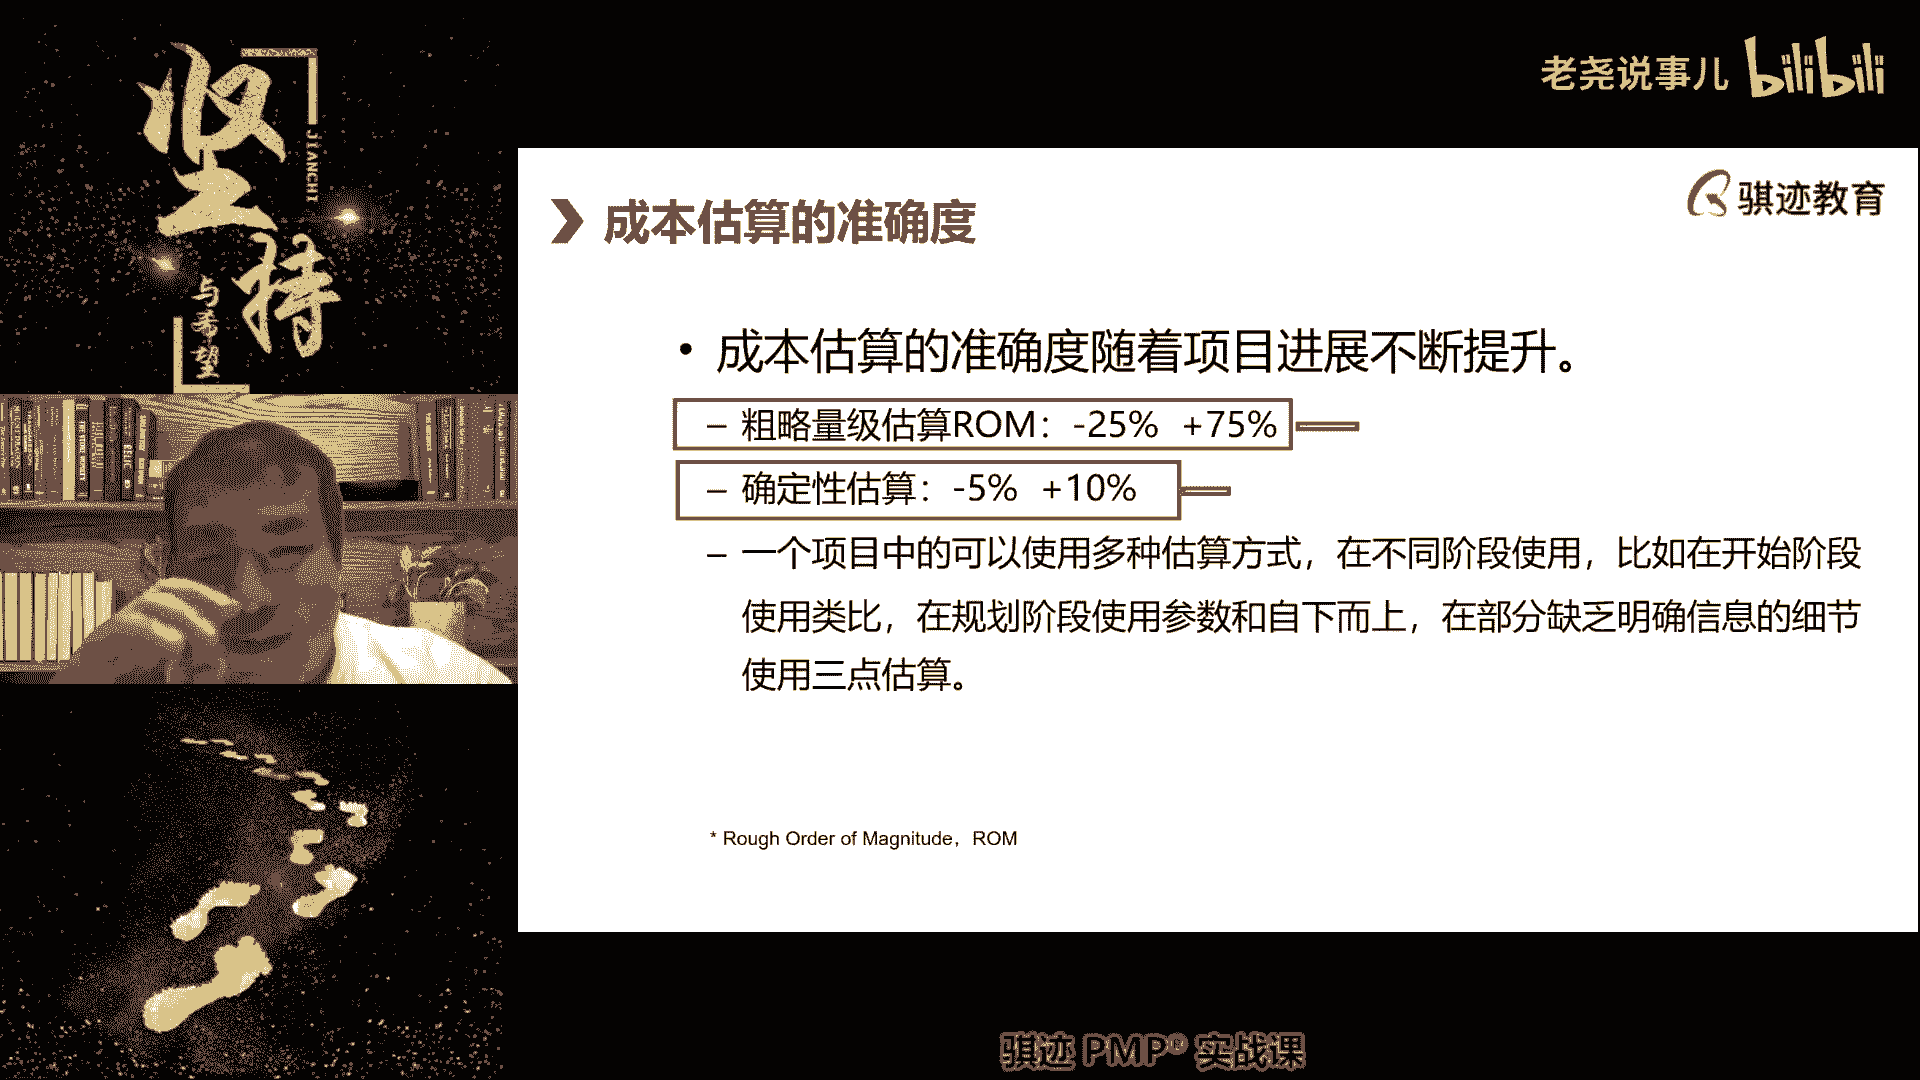 坚持
JIANCHI
与希望
老尧说事儿 bilibili
骐迹教育
成本估算的准确度
• 成本估算的准确度随着项目进展不断提升。
– 粗略量级估算ROM：-25% +75%
– 确定性估算：-5% +10%
– 一个项目中的可以使用多种估算方式，在不同阶段使用，比如在开始阶段
使用类比，在规划阶段使用参数和自下而上，在部分缺乏明确信息的细节
使用三点估算。
* Rough Order of Magnitude，ROM
骐迹 PMP® 实战课